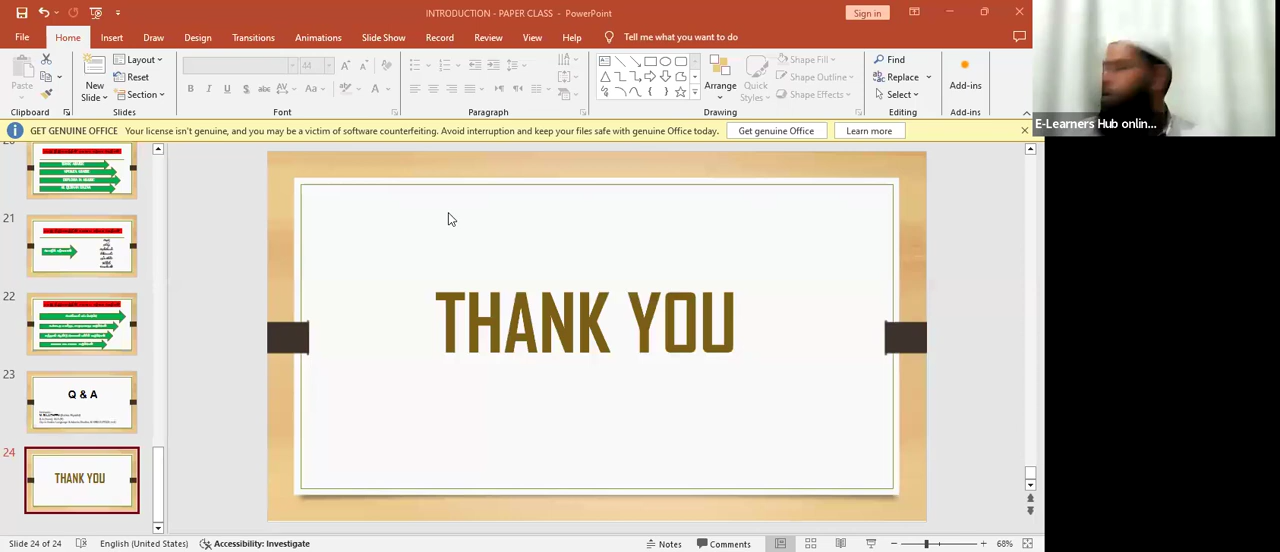 INTRODUCTION - PAPER CLASS - PowerPoint
Sign in
File
Home
Insert
Draw
Design
Transitions
Animations
Slide Show
Record
Review
View
Help
Tell me what you want to do
Paste
New
Slide
Layout
Reset
Section
44
Arrange
Quick
Styles
Shape Fill
Shape Outline
Shape Effects
Find
Replace
Select
Add-ins
Clipboard
Slides
Font
Paragraph
Drawing
Editing
Add-ins
E-Learners Hub onlin...
GET GENUINE OFFICE Your license isn't genuine, and you may be a victim of software counterfeiting. Avoid interruption and keep your files safe with genuine Office today.
Get genuine Office
Learn more
21
22
23
Q & A
24
THANK YOU
THANK YOU
Slide 24 of 24
English (United States)
Accessibility: Investigate
Notes
Comments
68%